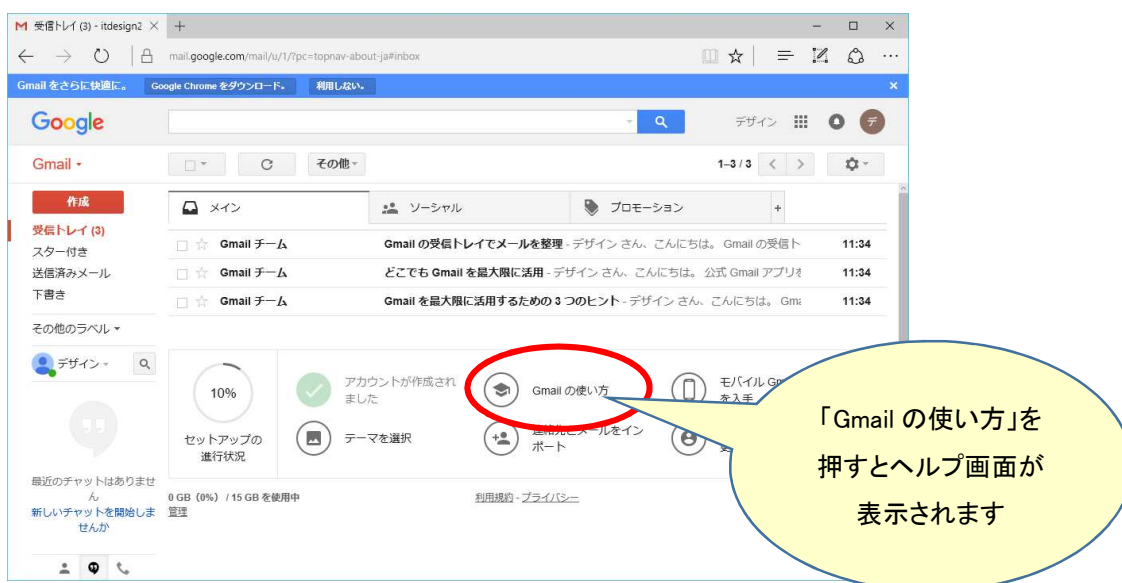 受信トレイ (3) - itdesign2
mail.google.com/mail/u/1/?pc=topnav-about-ja#inbox
Gmail をさらに快適に。 Google Chrome をダウンロード。 利用しない。
Google
デザイン
デ
Gmail
その他
1–3 / 3
作成
メイン
ソーシャル
プロモーション
受信トレイ (3)
スター付き
送信済みメール
下書き
その他のラベル
Gmail チーム Gmail の受信トレイでメールを整理 - デザイン さん、こんにちは。 Gmail の受信ト 11:34
Gmail チーム どこでも Gmail を最大限に活用 - デザイン さん、こんにちは。 公式 Gmail アプリを 11:34
Gmail チーム Gmail を最大限に活用するための 3 つのヒント - デザイン さん、こんにちは。 Gma 11:34
デザイン
10%
セットアップの
進行状況
アカウントが作成され
ました
Gmail の使い方
モバイル Gm
を入手
テーマを選択
連絡先とメールをイン
ポート
最近のチャットはありませ
ん
新しいチャットを開始しま
せんか
0 GB（0%）/ 15 GB を使用中
管理
利用規約 - プライバシー
「Gmail の使い方」を
押すとヘルプ画面が
表示されます